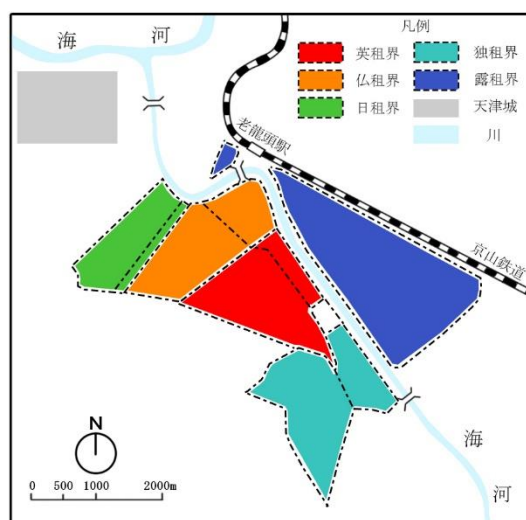 凡例
海 河
英租界
独租界
仏租界
露租界
日租界
天津城
川
老龍頭駅
京山鉄道
海河
N
0 500 1000 2000m